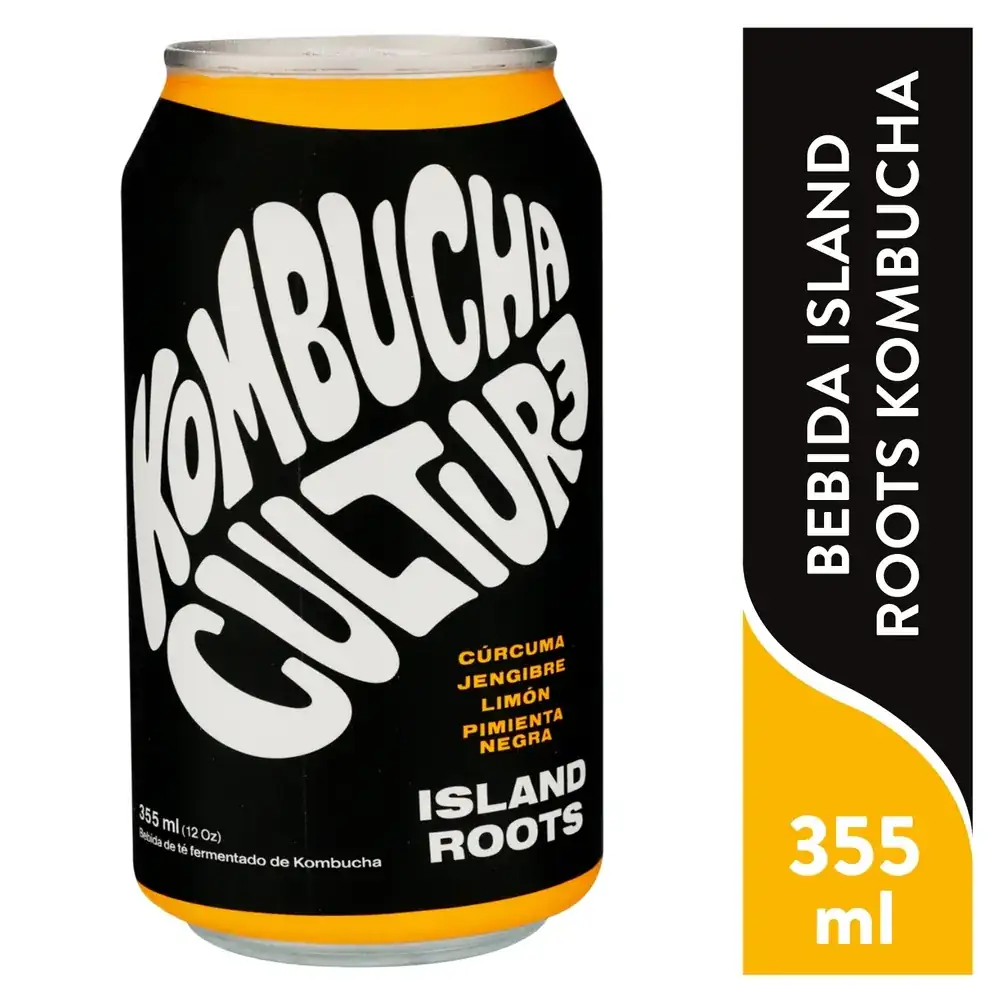 KOMBUCHA
CULTURE
CÚRCUMA
JENGIBRE
LIMÓN
PIMIENTA
NEGRA
ISLAND
ROOTS
355 ml (12 Oz)
Bebida de té fermentado de Kombucha
BEBIDA ISLAND
ROOTS KOMBUCHA
355
ml